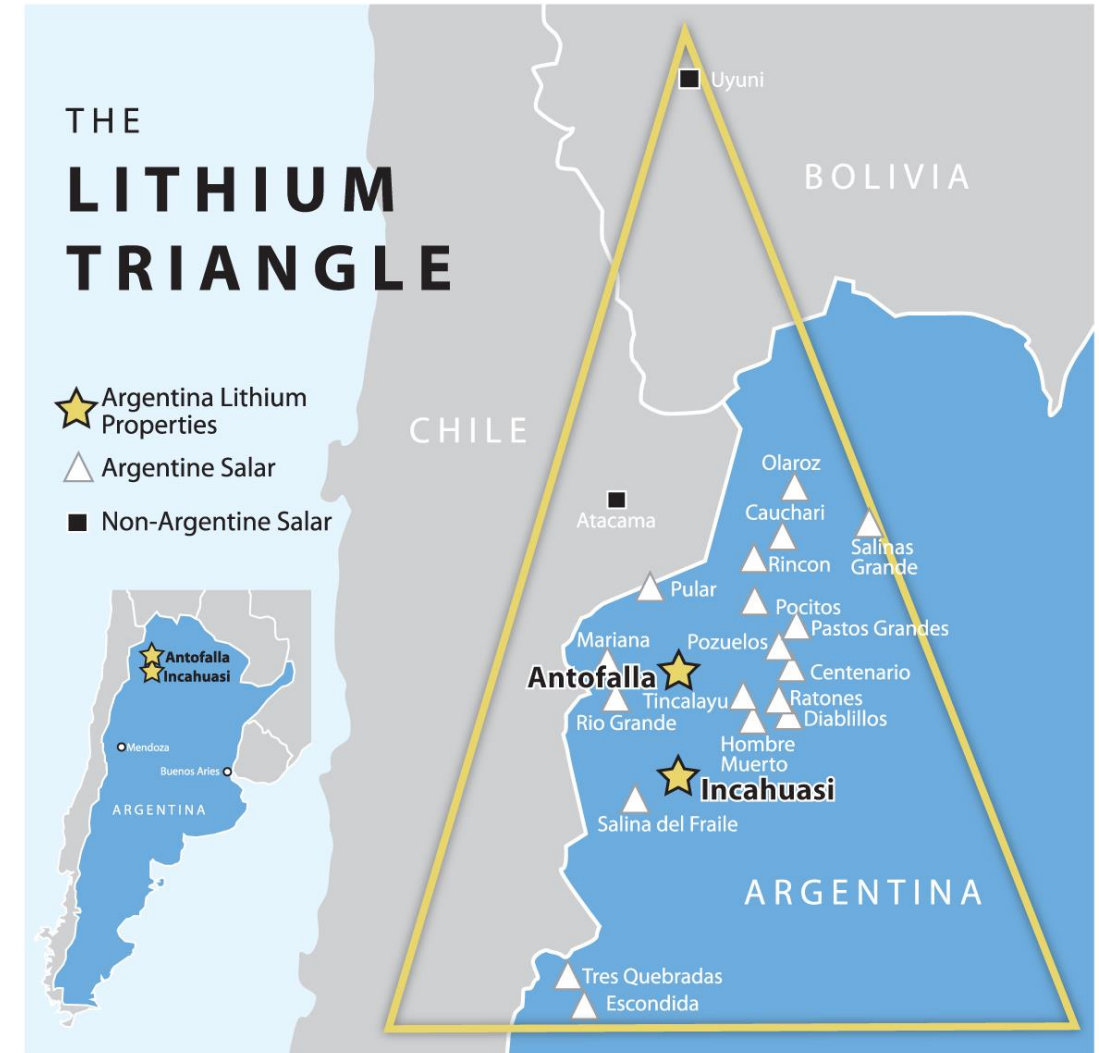 THE
LITHIUM
TRIANGLE
Argentina Lithium
Properties
Argentine Salar
Non-Argentine Salar
Uyuni
BOLIVIA
CHILE
Atacama
Olaroz
Cauchari
Rincon
Salinas
Grande
Pular
Pocitos
Pastos Grandes
Mariana
Pozuelos
Antofalla
Centenario
Tincalayu
Ratones
Rio Grande
Diablillos
Hombre
Muerto
Incahuasi
Salina del Fraile
ARGENTINA
Tres Quebradas
Escondida
Antofalla
Incahuasi
Mendoza
Buenos Aries
ARGENTINA